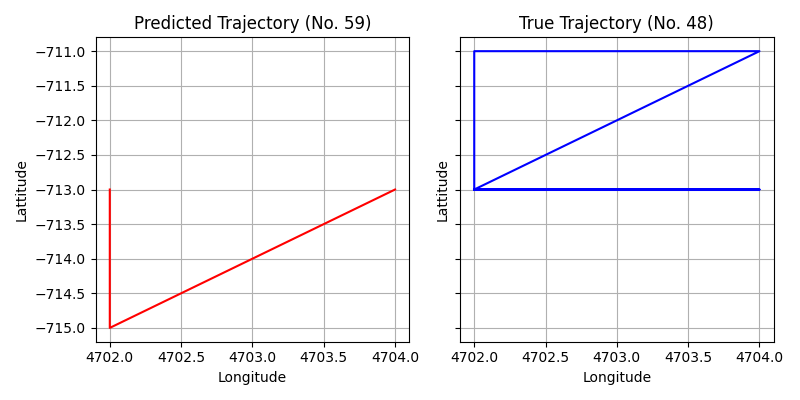 Predicted Trajectory (No. 59)
True Trajectory (No. 48)
−711.0
−711.5
−712.0
−712.5
−713.0
−713.5
−714.0
−714.5
−715.0
Lattitude
Lattitude
4702.0 4702.5 4703.0 4703.5 4704.0
4702.0 4702.5 4703.0 4703.5 4704.0
Longitude
Longitude